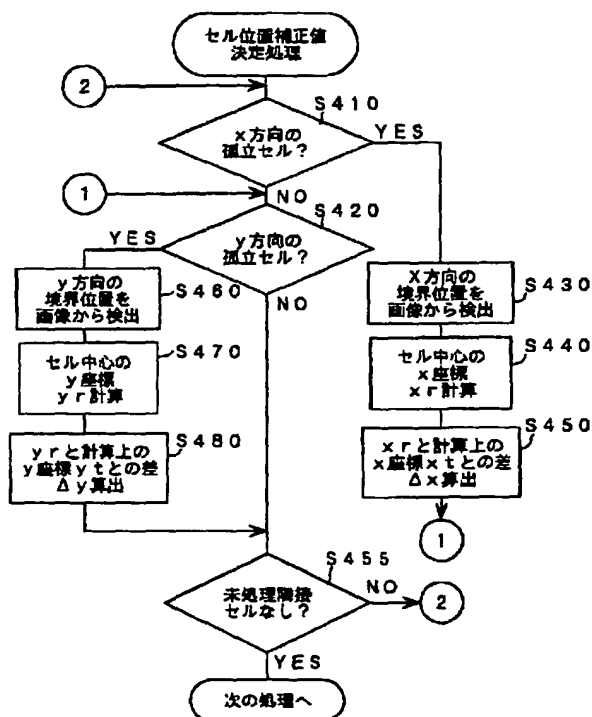 セル位置補正値
決定処理
2
S410
x方向の
孤立セル?
YES
1
NO
S420
YES
y方向の
孤立セル?
NO
y方向の
境界位置を
画像から検出
S460
X方向の
境界位置を
画像から検出
S430
セル中心の
y座標
yr計算
S470
セル中心の
x座標
xr計算
S440
yrと計算上の
y座標ytとの差
Δy算出
S480
xrと計算上の
x座標xtとの差
Δx算出
S450
1
S455
未処理隣接
セルなし?
NO
2
YES
次の処理へ